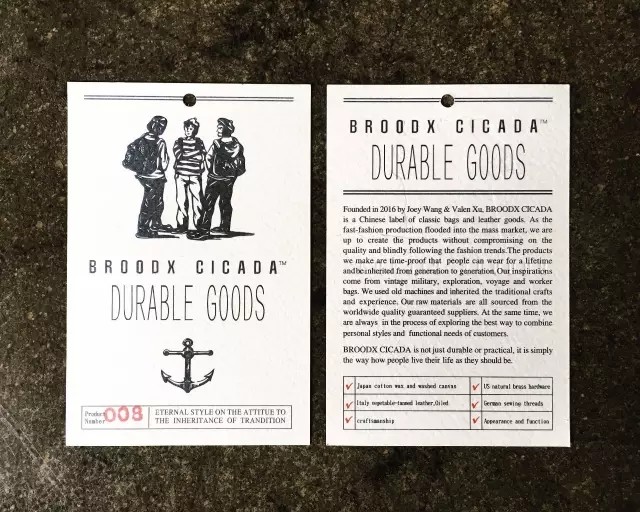 BROODX CICADA™
DURABLE GOODS
Product
Number
008
ETERNAL STYLE ON THE ATTITUE TO
THE INHERITANCE OF TRANDITION
BROODX CICADA™
DURABLE GOODS
Founded in 2016 by Joey Wang & Valen Xu, BROODX CICADA
is a Chinese label of classic bags and leather goods. As the
fast-fashion production flooded into the mass market, we are
up to create the products without compromising on the
quality and blindly following the fashion trends.The products
we make are time-proof that people can wear for a lifetime
andbeinherited from generation to generation. Our inspirations
come from vintage military, exploration, voyage and worker
bags. We used old machines and inherited the traditional crafts
and experience. Our raw materials are all sourced from the
worldwide quality guaranteed suppliers. At the same time, we
are always in the process of exploring the best way to combine
personal styles and functional needs of customers.
BROODX CICADA is not just durable or practical, it is simply
the way how people live their life as they should.
Japan cotton wax and washed canvas
US natural brass hardware
Italy vegetable-tanned leather,Oiled
German sewing threads
craftsmanship
Appearance and function